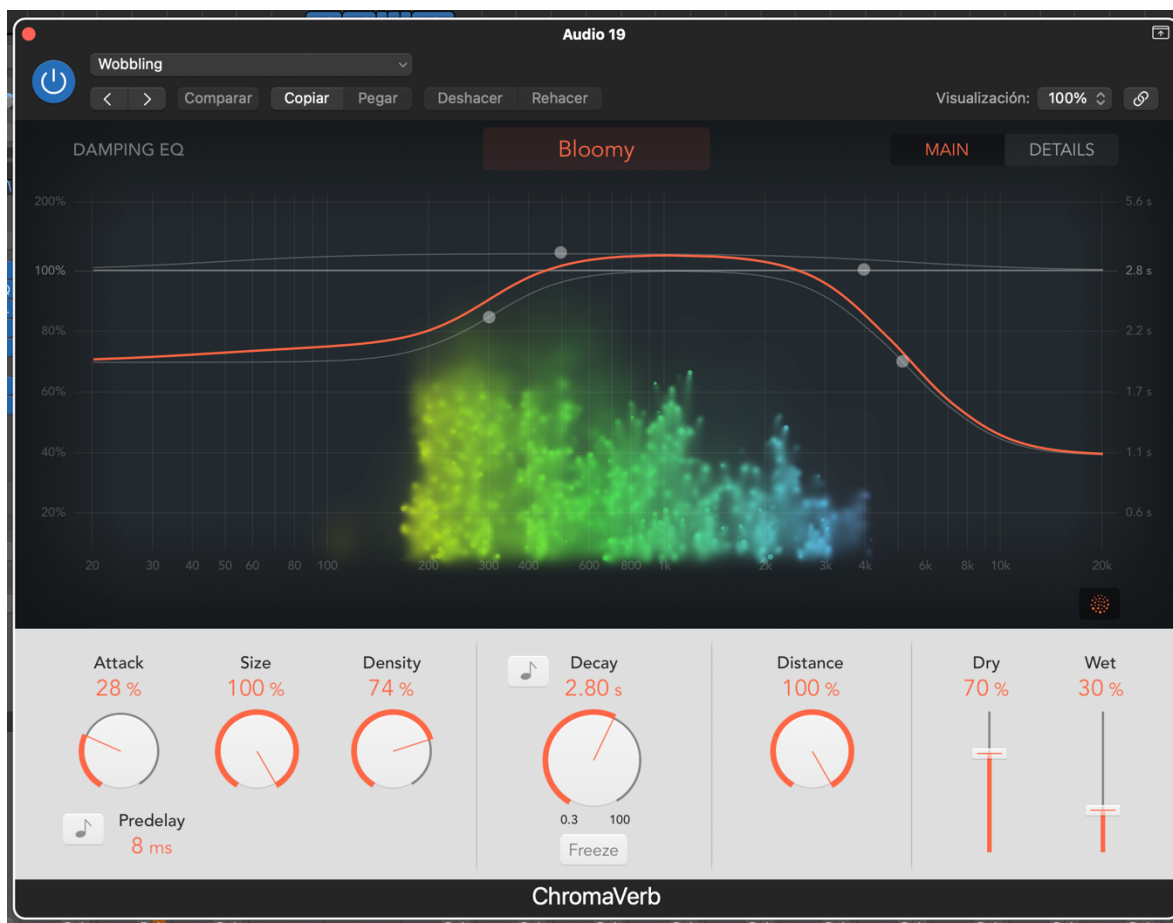 Audio 19
Wobbling
Comparar Copiar Pegar Deshacer Rehacer Visualización: 100%
DAMPING EQ Bloomy MAIN DETAILS
200% 5.6 s
100% 2.8 s
80% 2.2 s
60% 1.7 s
40% 1.1 s
20% 0.6 s
20 30 40 50 60 80 100 200 300 400 600 800 1k 2k 3k 4k 6k 8k 10k 20k
Attack Size Density Decay Distance Dry Wet
28 % 100 % 74 % 2.80 s 100 % 70 % 30 %
Predelay 0.3 100
8 ms Freeze
ChromaVerb